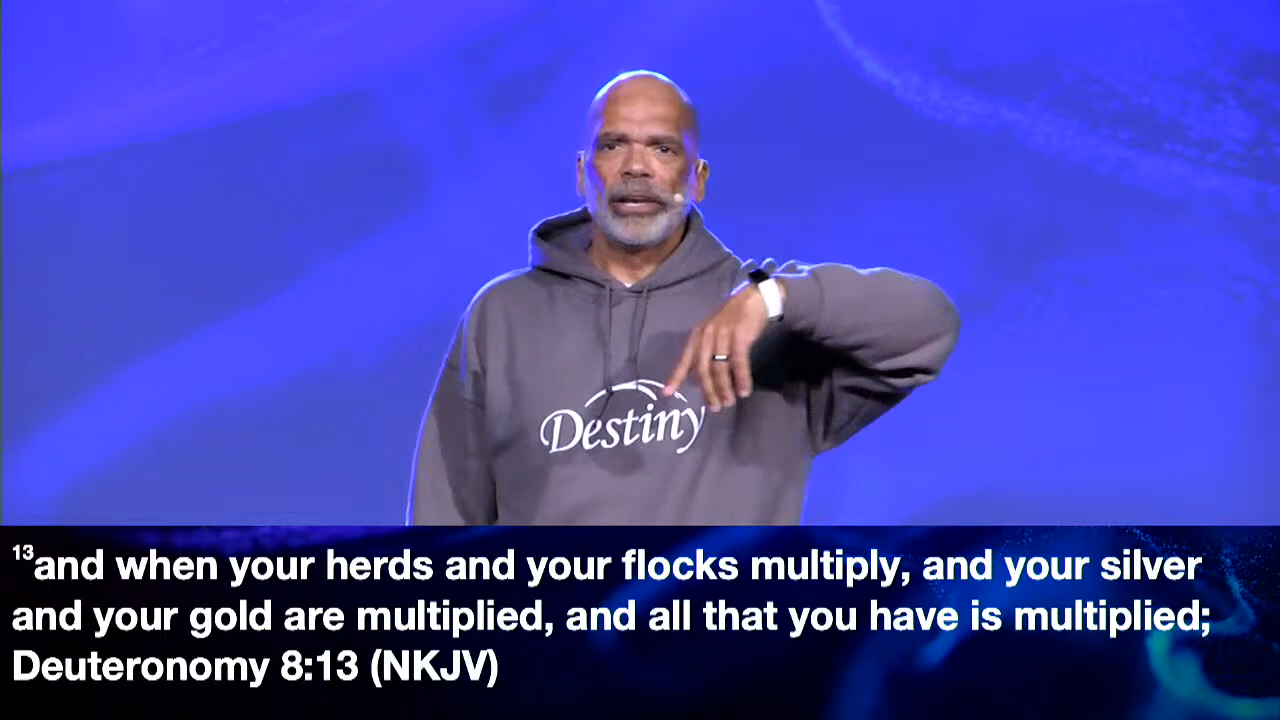 Destiny
¹³and when your herds and your flocks multiply, and your silver
and your gold are multiplied, and all that you have is multiplied;
Deuteronomy 8:13 (NKJV)